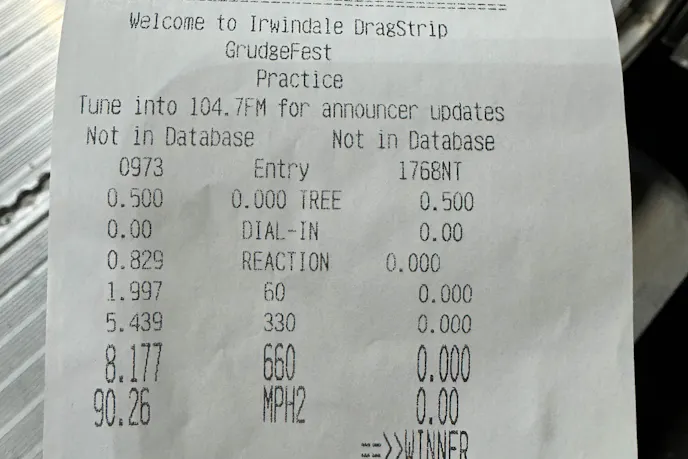 Welcome to Irwindale DragStrip
GrudgeFest
Practice
Tune into 104.7FM for announcer updates
Not in Database Not in Database
0973 Entry 1768NT
0.500 0.000 TREE 0.500
0.00 DIAL-IN 0.00
0.829 REACTION 0.000
1.997 60 0.000
5.439 330 0.000
8.177 660 0.000
90.26 MPH2 0.00
==>>WINNER